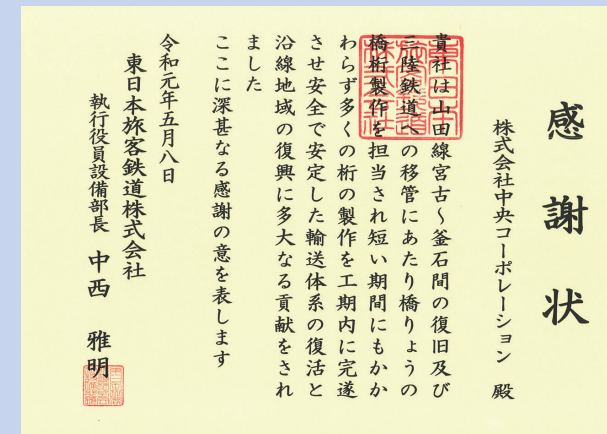 感謝状
株式会社中央コーポレーション 殿
貴社は山田線宮古～釜石間の復旧及び
三陸鉄道への移管にあたり橋りょうの
橋桁製作を担当され短い期間にもかか
わらず多くの桁の製作を工期内に完遂
させ安全で安定した輸送体系の復活と
沿線地域の復興に多大なる貢献をされ
ました
ここに深甚なる感謝の意を表します
令和元年五月八日
東日本旅客鉄道株式会社
執行役員設備部長 中西 雅明